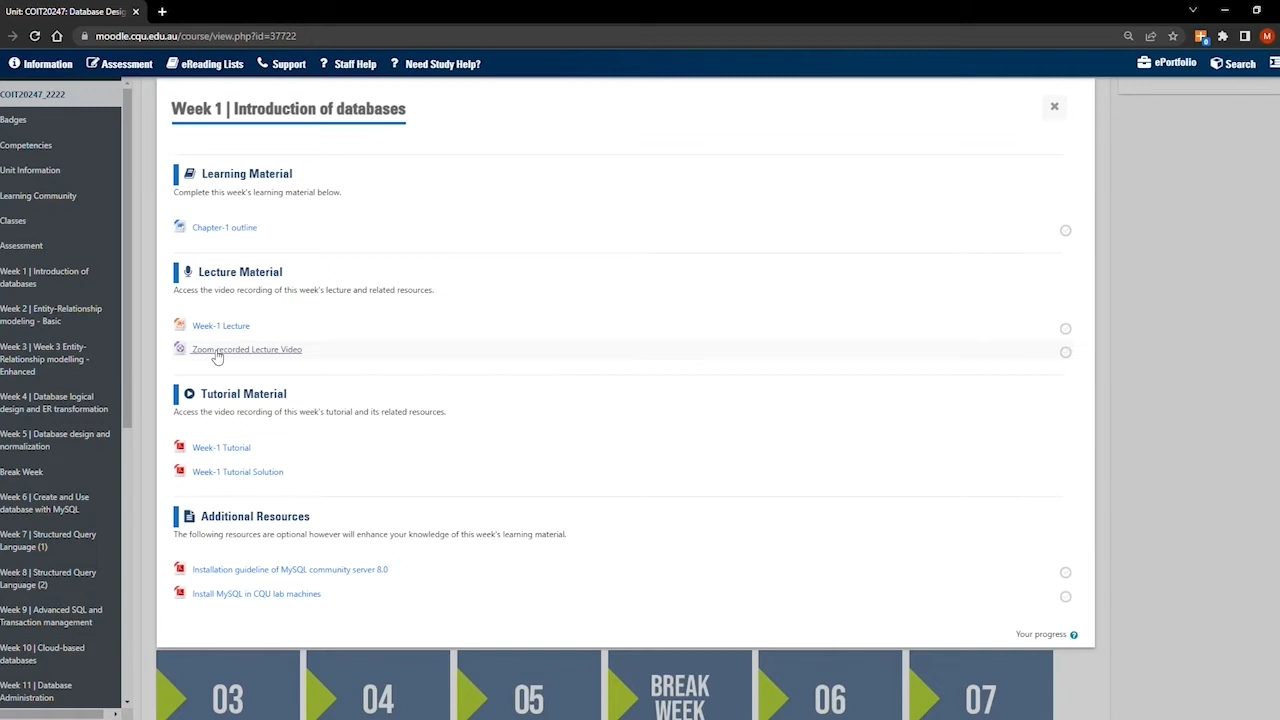 Unit: COIT20247: Database Desig
moodle.cqu.edu.au/course/view.php?id=37722
M
Information
Assessment
eReading Lists
Support
Staff Help
Need Study Help?
ePortfolio
Search
COIT20247_2222
Badges
Competencies
Unit Information
Learning Community
Classes
Assessment
Week 1 | Introduction of
databases
Week 2 | Entity-Relationship
modeling - Basic
Week 3 | Week 3 Entity-
Relationship modelling -
Enhanced
Week 4 | Database logical
design and ER transformation
Week 5 | Database design and
normalization
Break Week
Week 6 | Create and Use
database with MySQL
Week 7 | Structured Query
Language (1)
Week 8 | Structured Query
Language (2)
Week 9 | Advanced SQL and
Transaction management
Week 10 | Cloud-based
databases
Week 11 | Database
Administration
Week 1 | Introduction of databases
Learning Material
Complete this week's learning material below.
Chapter-1 outline
Lecture Material
Access the video recording of this week's lecture and related resources.
Week-1 Lecture
Zoom recorded Lecture Video
Tutorial Material
Access the video recording of this week's tutorial and its related resources.
Week-1 Tutorial
Week-1 Tutorial Solution
Additional Resources
The following resources are optional however will enhance your knowledge of this week's learning material.
Installation guideline of MySQL community server 8.0
Install MySQL in CQU lab machines
Your progress
03
04
05
BREAK
WEEK
06
07